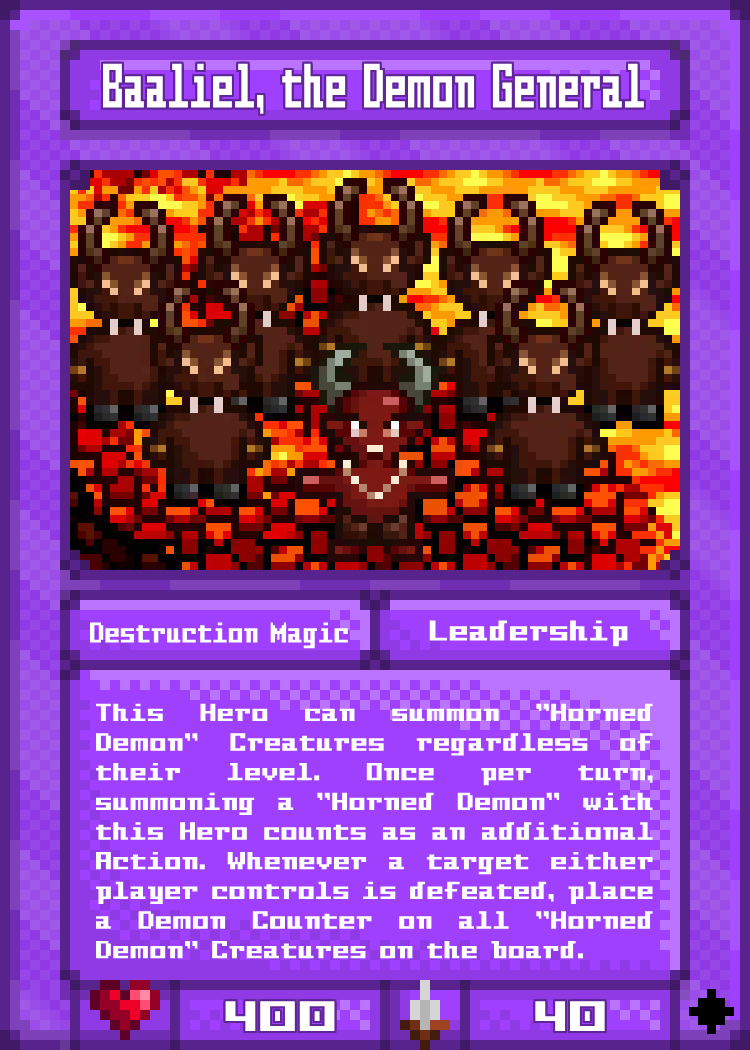 Baaliel, the Demon General
Destruction Magic
Leadership
This Hero can summon "Horned
Demon" Creatures regardless of
their level. Once per turn,
summoning a "Horned Demon" with
this Hero counts as an additional
Action. Whenever a target either
player controls is defeated, place
a Demon Counter on all "Horned
Demon" Creatures on the board.
400
40